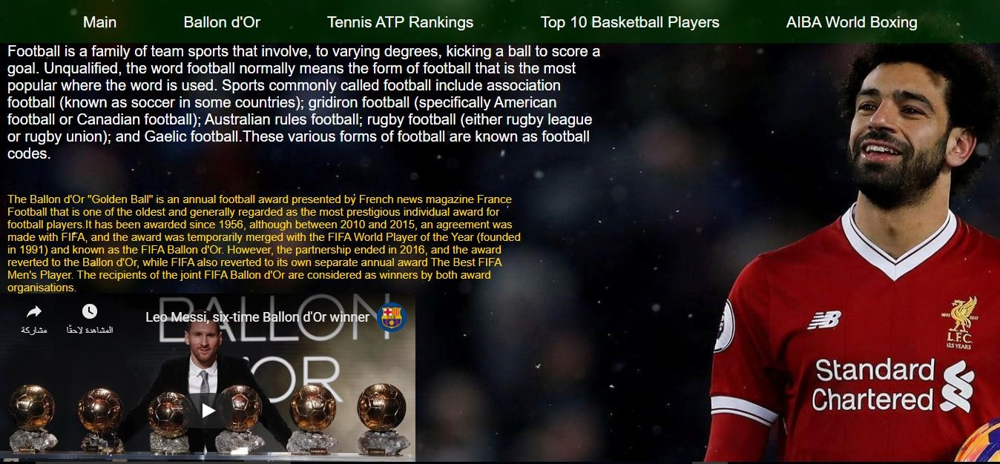 Main Ballon d'Or Tennis ATP Rankings Top 10 Basketball Players AIBA World Boxing
Football is a family of team sports that involve, to varying degrees, kicking a ball to score a
goal. Unqualified, the word football normally means the form of football that is the most
popular where the word is used. Sports commonly called football include association
football (known as soccer in some countries); gridiron football (specifically American
football or Canadian football); Australian rules football; rugby football (either rugby league
or rugby union); and Gaelic football.These various forms of football are known as football
codes.
The Ballon d'Or "Golden Ball" is an annual football award presented by French news magazine France
Football that is one of the oldest and generally regarded as the most prestigious individual award for
football players.It has been awarded since 1956, although between 2010 and 2015, an agreement was
made with FIFA, and the award was temporarily merged with the FIFA World Player of the Year (founded
in 1991) and known as the FIFA Ballon d'Or. However, the partnership ended in 2016, and the award
reverted to the Ballon d'Or, while FIFA also reverted to its own separate annual award The Best FIFA
Men's Player. The recipients of the joint FIFA Ballon d'Or are considered as winners by both award
organisations.
Leo Messi, six-time Ballon d'Or winner
مشاركة
المشاهدة لاحقًا
BALLON
D'OR
NB
L.F.C.
125 YEARS
Standard
Chartered